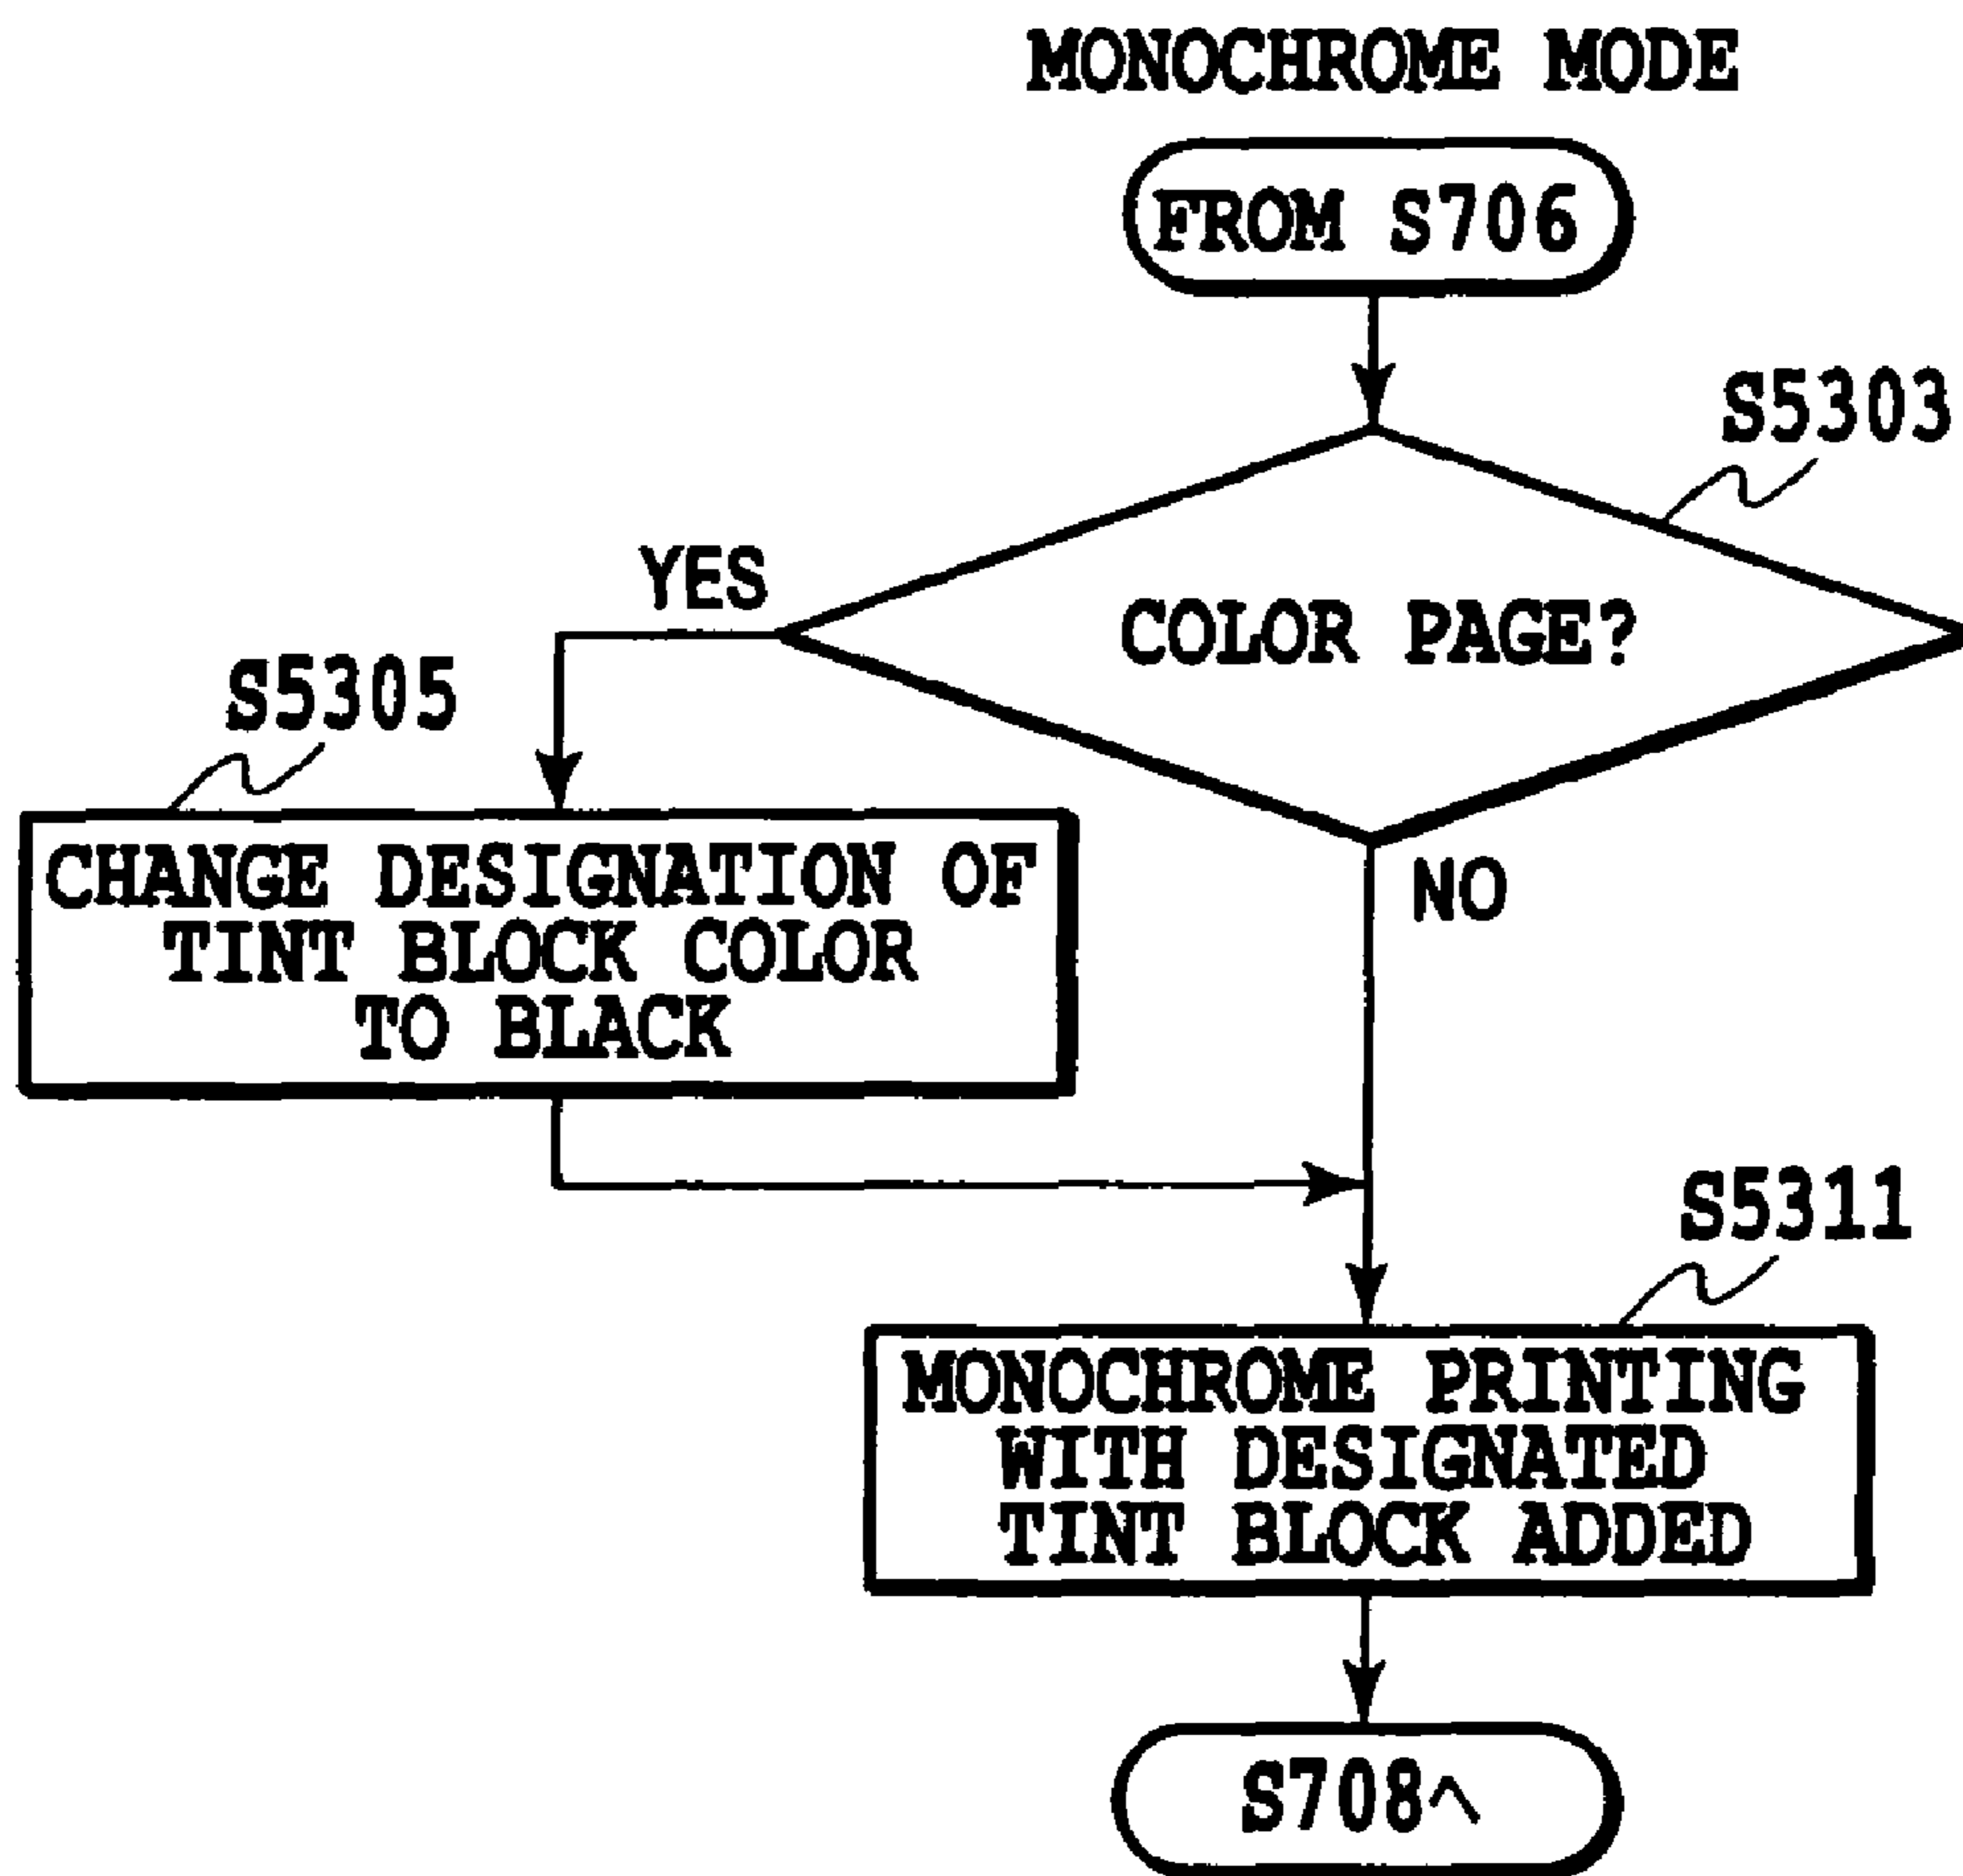 MONOCHROME MODE
FROM S706
S5303
COLOR PAGE?
YES
S5305
CHANGE DESIGNATION OF
TINT BLOCK COLOR
TO BLACK
NO
S5311
MONOCHROME PRINTING
WITH DESIGNATED
TINT BLOCK ADDED
S708へ